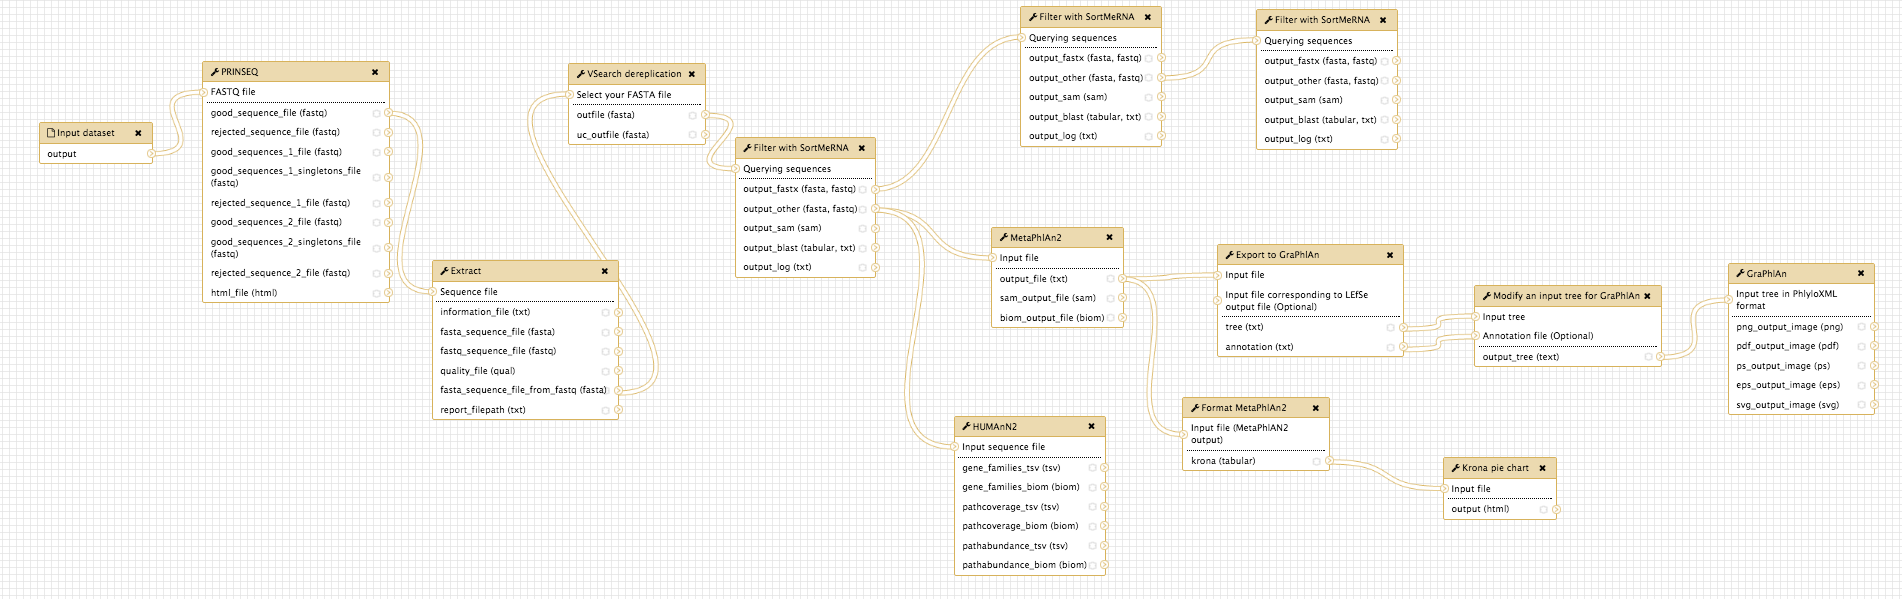 Input dataset
output
PRINSEQ
FASTQ file
good_sequence_file (fastq)
rejected_sequence_file (fastq)
good_sequences_1_file (fastq)
good_sequences_1_singletons_file
(fastq)
rejected_sequence_1_file (fastq)
good_sequences_2_file (fastq)
good_sequences_2_singletons_file
(fastq)
rejected_sequence_2_file (fastq)
html_file (html)
Extract
Sequence file
information_file (txt)
fasta_sequence_file (fasta)
fastq_sequence_file (fastq)
quality_file (qual)
fasta_sequence_file_from_fastq (fasta)
report_filepath (txt)
VSearch dereplication
Select your FASTA file
outfile (fasta)
uc_outfile (fasta)
Filter with SortMeRNA
Querying sequences
output_fastx (fasta, fastq)
output_other (fasta, fastq)
output_sam (sam)
output_blast (tabular, txt)
output_log (txt)
Filter with SortMeRNA
Querying sequences
output_fastx (fasta, fastq)
output_other (fasta, fastq)
output_sam (sam)
output_blast (tabular, txt)
output_log (txt)
Filter with SortMeRNA
Querying sequences
output_fastx (fasta, fastq)
output_other (fasta, fastq)
output_sam (sam)
output_blast (tabular, txt)
output_log (txt)
MetaPhlAn2
Input file
output_file (txt)
sam_output_file (sam)
biom_output_file (biom)
HUMAnN2
Input sequence file
gene_families_tsv (tsv)
gene_families_biom (biom)
pathcoverage_tsv (tsv)
pathcoverage_biom (biom)
pathabundance_tsv (tsv)
pathabundance_biom (biom)
Export to GraPhlAn
Input file
Input file corresponding to LEfSe
output file (Optional)
tree (txt)
annotation (txt)
Format MetaPhlAn2
Input file (MetaPhlAN2
output)
krona (tabular)
Modify an input tree for GraPhlAn
Input tree
Annotation file (Optional)
output_tree (text)
Krona pie chart
Input file
output (html)
GraPhlAn
Input tree in PhlyloXML
format
png_output_image (png)
pdf_output_image (pdf)
ps_output_image (ps)
eps_output_image (eps)
svg_output_image (svg)